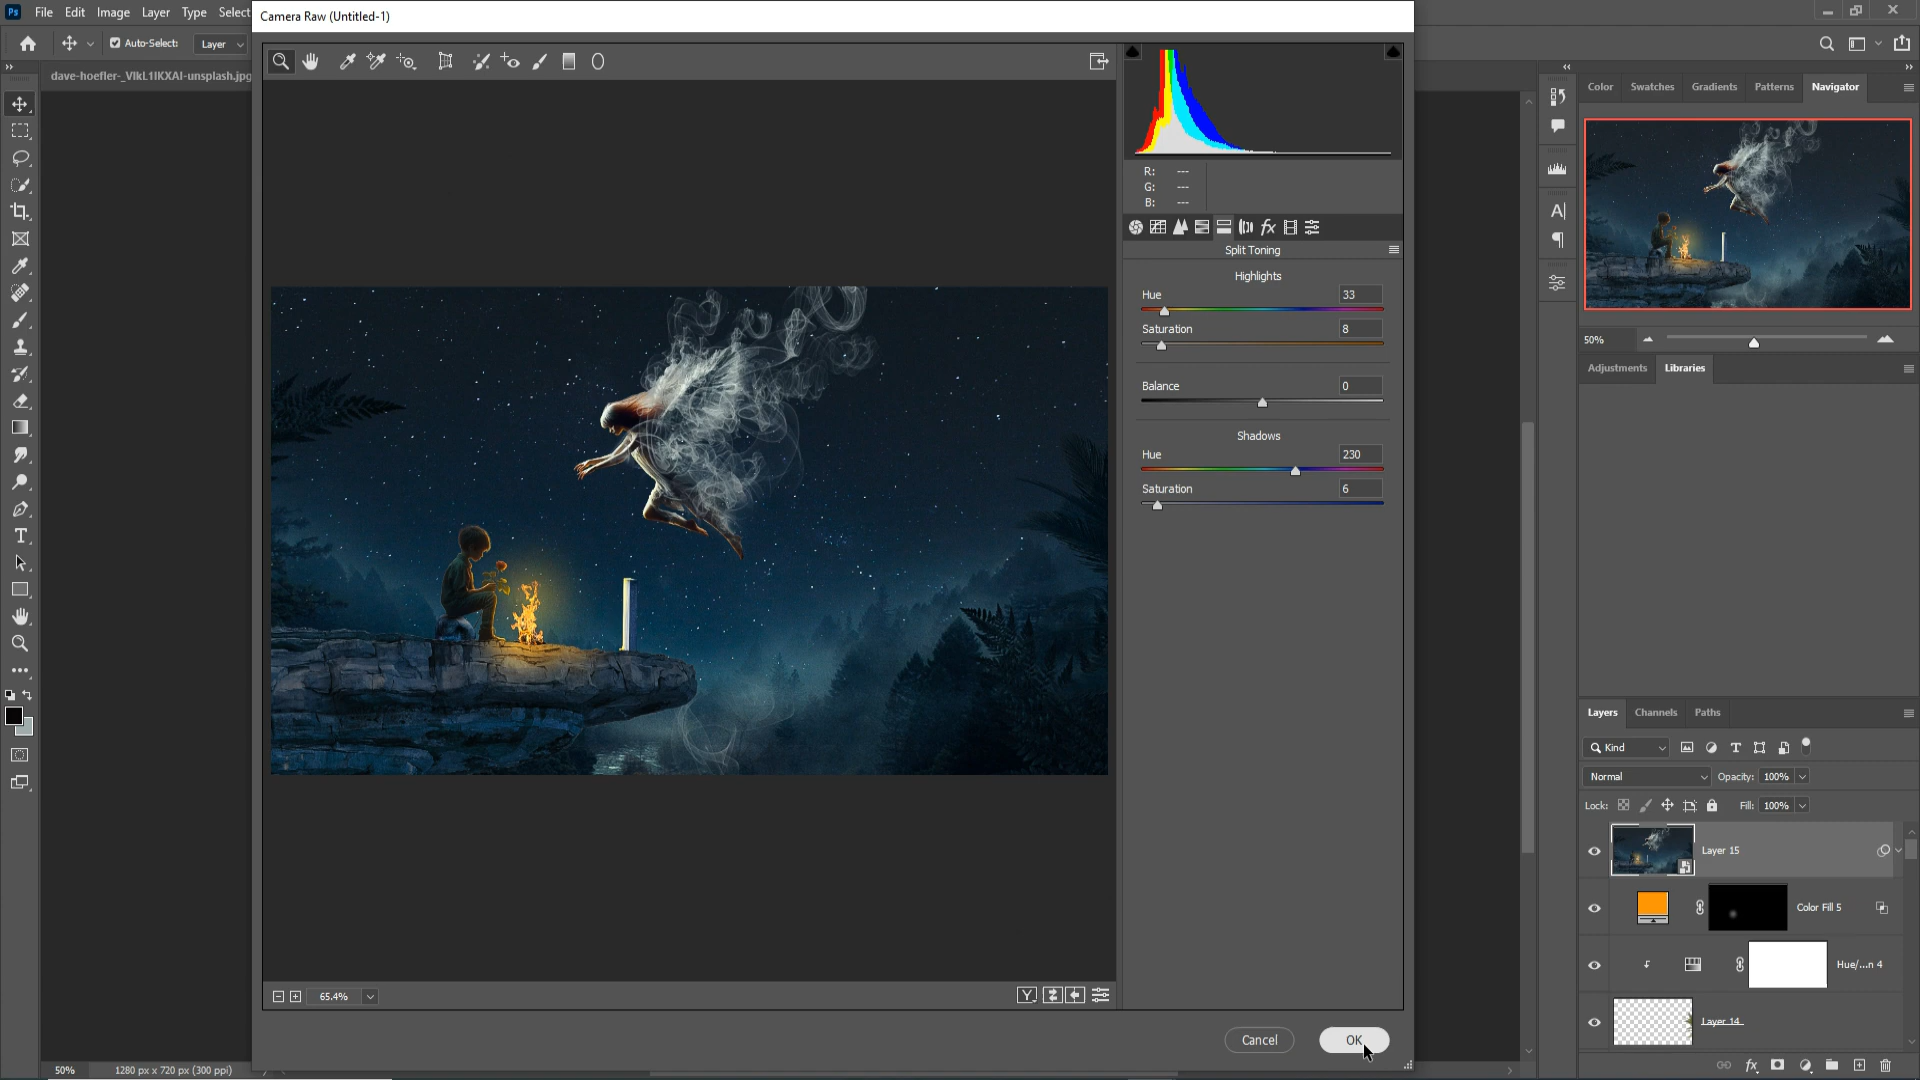 Camera Raw (Untitled-1)
Ps File Edit Image Layer Type Select
Auto-Select: Layer
dave-hoefler-_VIkL1IKXAI-unsplash.jpg
R: ---
G: ---
B: ---
Split Toning
Highlights
Hue 33
Saturation 8
Balance 0
Shadows
Hue 230
Saturation 6
65.4%
Cancel OK
50% 1280 px x 720 px (300 ppi)
Color Swatches Gradients Patterns Navigator
50%
Adjustments Libraries
Layers Channels Paths
Kind
Normal Opacity: 100%
Lock: Fill: 100%
Layer 15
Color Fill 5
Hue/...n 4
Layer 14